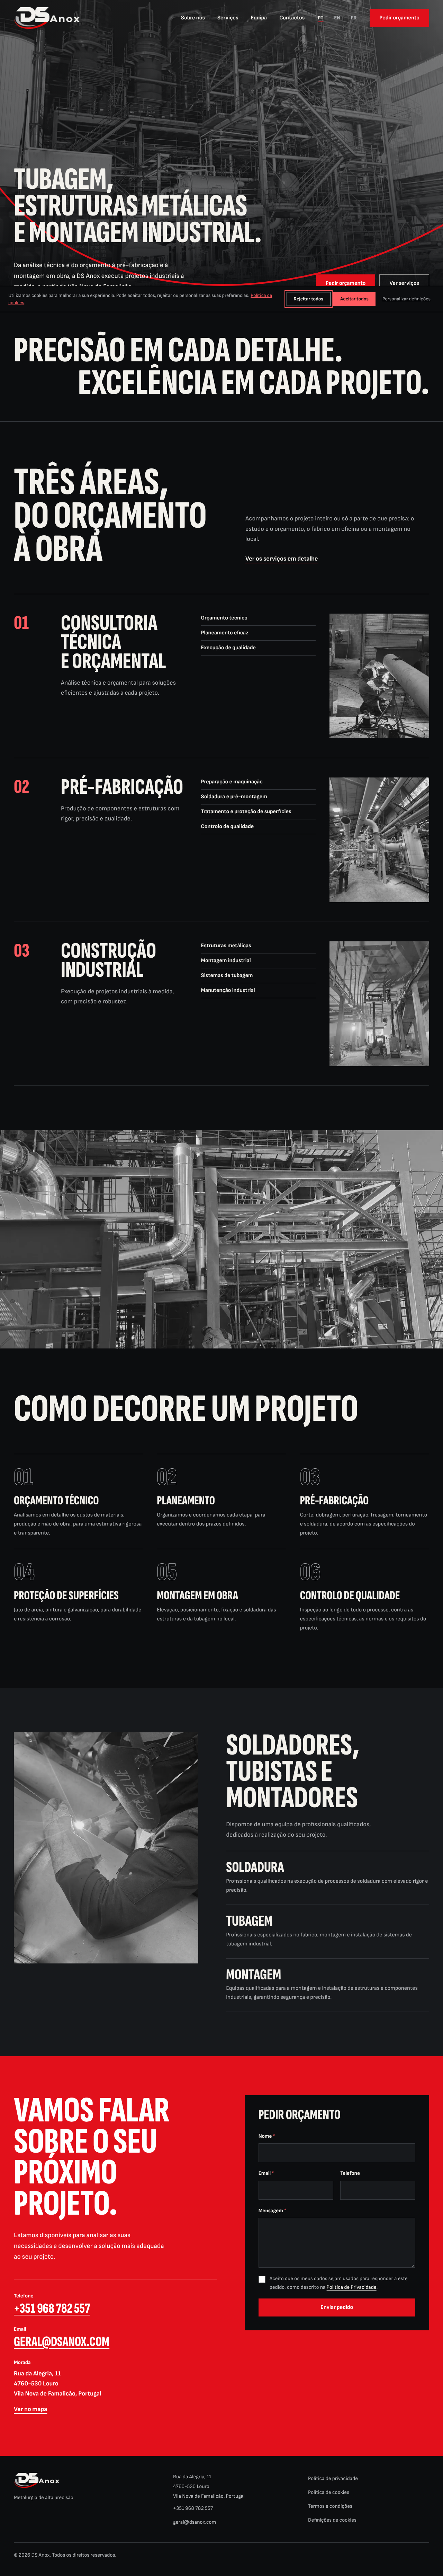 DS Anox
Sobre nós Serviços Equipa Contactos PT EN FR Pedir orçamento
TUBAGEM,
ESTRUTURAS METÁLICAS
E MONTAGEM INDUSTRIAL.
Da análise técnica e do orçamento à pré-fabricação e à
montagem em obra, a DS Anox executa projetos industriais à
Pedir orçamento Ver serviços
Utilizamos cookies para melhorar a sua experiência. Pode aceitar todos, rejeitar ou personalizar as suas preferências. Política de
cookies.
Rejeitar todos Aceitar todos Personalizar definições
PRECISÃO EM CADA DETALHE.
EXCELÊNCIA EM CADA PROJETO.
TRÊS ÁREAS,
DO ORÇAMENTO
À OBRA
Acompanhamos o projeto inteiro ou só a parte de que precisa: o
estudo e o orçamento, o fabrico em oficina ou a montagem no
local.
Ver os serviços em detalhe
01
CONSULTORIA
TÉCNICA
E ORÇAMENTAL
Análise técnica e orçamental para soluções
eficientes e ajustadas a cada projeto.
Orçamento técnico
Planeamento eficaz
Execução de qualidade
02
PRÉ-FABRICAÇÃO
Produção de componentes e estruturas com
rigor, precisão e qualidade.
Preparação e maquinação
Soldadura e pré-montagem
Tratamento e proteção de superfícies
Controlo de qualidade
03
CONSTRUÇÃO
INDUSTRIAL
Execução de projetos industriais à medida,
com precisão e robustez.
Estruturas metálicas
Montagem industrial
Sistemas de tubagem
Manutenção industrial
COMO DECORRE UM PROJETO
01
ORÇAMENTO TÉCNICO
Analisamos em detalhe os custos de materiais,
produção e mão de obra, para uma estimativa rigorosa
e transparente.
02
PLANEAMENTO
Organizamos e coordenamos cada etapa, para
executar dentro dos prazos definidos.
03
PRÉ-FABRICAÇÃO
Corte, dobragem, perfuração, fresagem, torneamento
e soldadura, de acordo com as especificações do
projeto.
04
PROTEÇÃO DE SUPERFÍCIES
Jato de areia, pintura e galvanização, para durabilidade
e resistência à corrosão.
05
MONTAGEM EM OBRA
Elevação, posicionamento, fixação e soldadura das
estruturas e da tubagem no local.
06
CONTROLO DE QUALIDADE
Inspeção ao longo de todo o processo, contra as
especificações técnicas, as normas e os requisitos do
projeto.
SOLDADORES,
TUBISTAS E
MONTADORES
Dispomos de uma equipa de profissionais qualificados,
dedicados à realização do seu projeto.
SOLDADURA
Profissionais qualificados na execução de processos de soldadura com elevado rigor e
precisão.
TUBAGEM
Profissionais especializados no fabrico, montagem e instalação de sistemas de
tubagem industrial.
MONTAGEM
Equipas qualificadas para a montagem e instalação de estruturas e componentes
industriais, garantindo segurança e precisão.
VAMOS FALAR
SOBRE O SEU
PRÓXIMO
PROJETO.
Estamos disponíveis para analisar as suas
necessidades e desenvolver a solução mais adequada
ao seu projeto.
Telefone
+351 968 782 557
Email
GERAL@DSANOX.COM
Morada
Rua da Alegria, 11
4760-530 Louro
Vila Nova de Famalicão, Portugal
Ver no mapa
PEDIR ORÇAMENTO
Nome *
Email * Telefone
Mensagem *
Aceito que os meus dados sejam usados para responder a este
pedido, como descrito na Política de Privacidade.
Enviar pedido
DS Anox
Metalurgia de alta precisão
Rua da Alegria, 11
4760-530 Louro
Vila Nova de Famalicão, Portugal
+351 968 782 557
geral@dsanox.com
Política de privacidade
Política de cookies
Termos e condições
Definições de cookies
© 2026 DS Anox. Todos os direitos reservados.